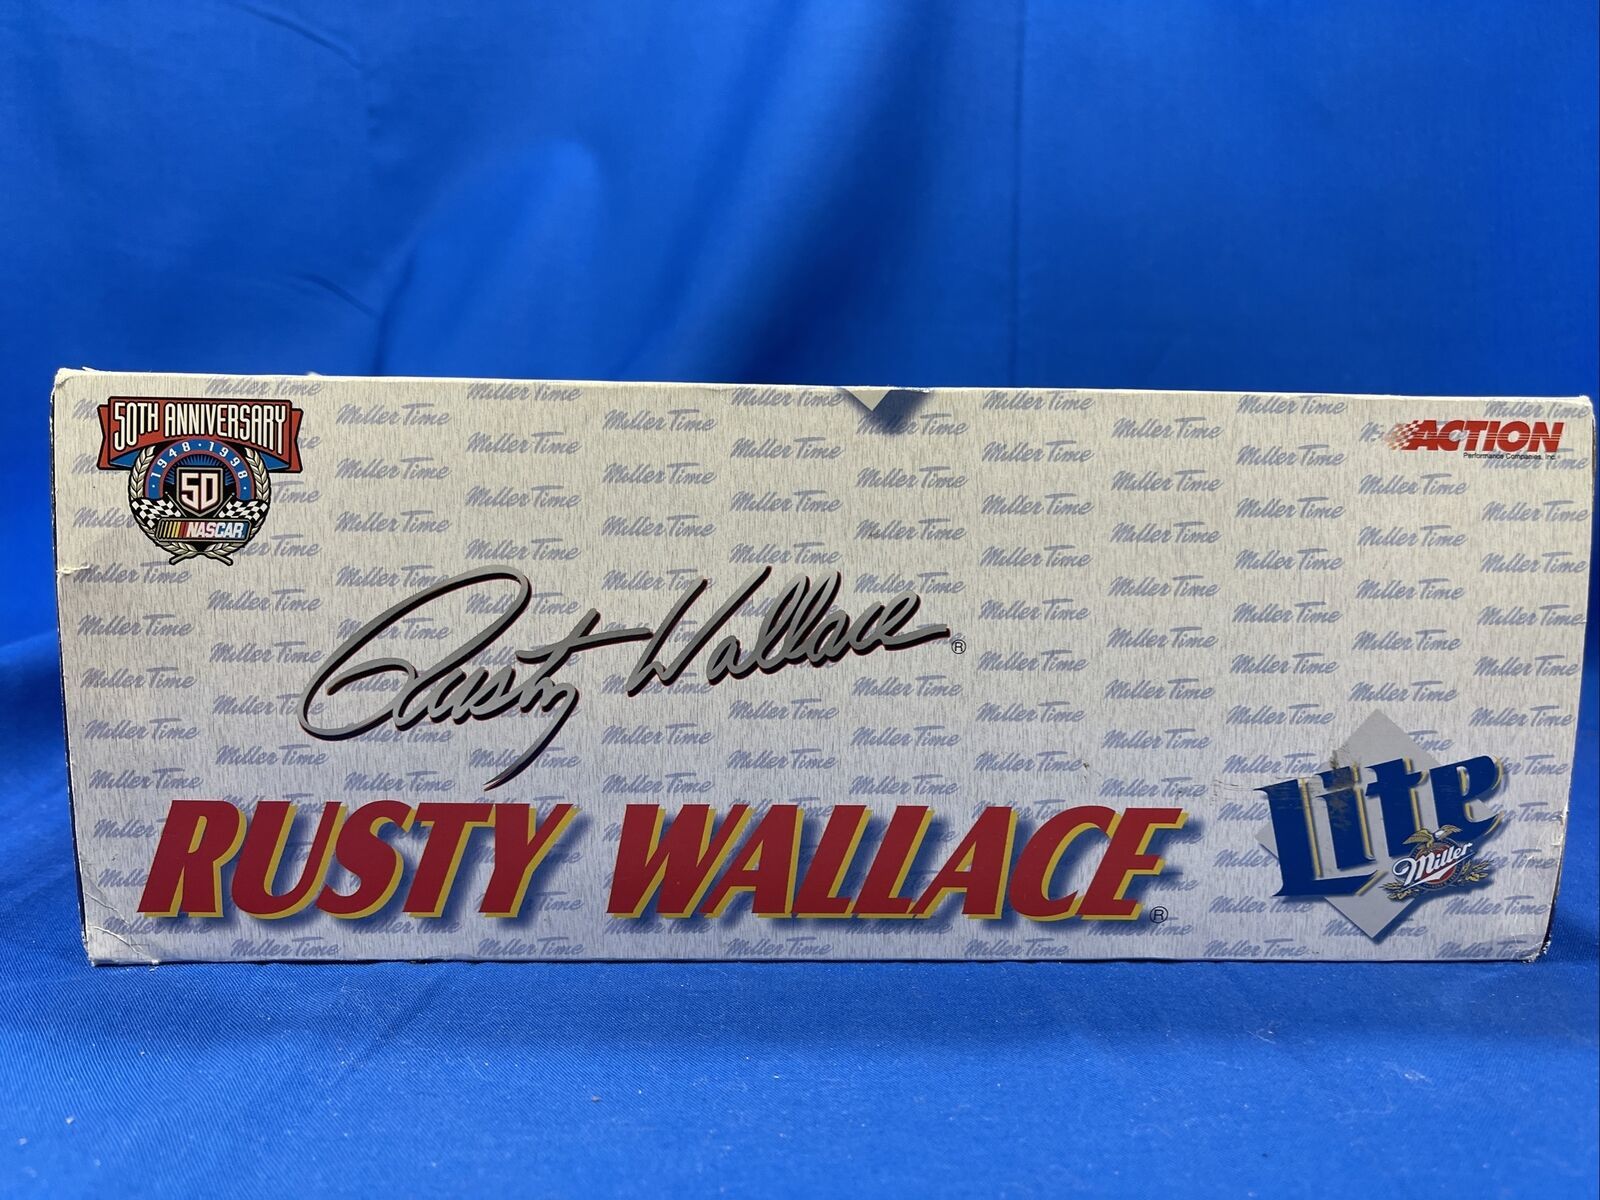 50TH ANNIVERSARY
1948 · 1998
50
NASCAR
ACTION
Performance Companies, Inc.
Rusty Wallace ®
RUSTY WALLACE ®
Lite
Miller
Miller Time